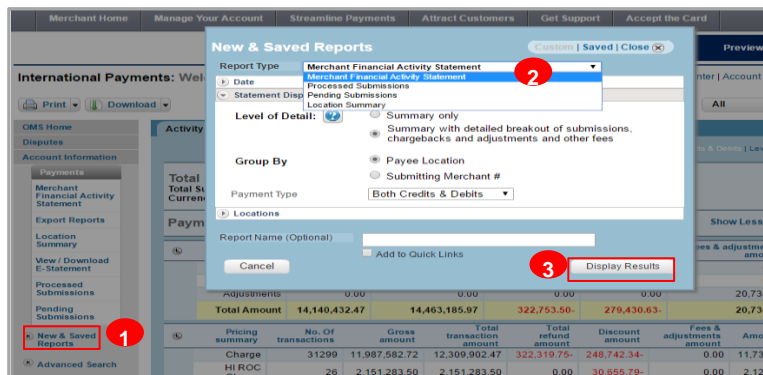 Merchant Home Manage Your Account Streamline Payments Attract Customers Get Support Accept the Card
New & Saved Reports Custom | Saved | Close
Preview
Report Type Merchant Financial Activity Statement
Merchant Financial Activity Statement
Processed Submissions
Pending Submissions
Location Summary
2
International Payments: Wel
Date
Statement Disp
Print Download
All
Level of Detail: ? Summary only
Summary with detailed breakout of submissions,
chargebacks and adjustments and other fees
OMS Home
Disputes
Account Information
Activity
Payments
Merchant
Financial Activity
Statement
Export Reports
Location
Summary
View / Download
E-Statement
Processed
Submissions
Pending
Submissions
New & Saved
Reports
1
Advanced Search
Group By Payee Location
Submitting Merchant #
Payment Type Both Credits & Debits
Locations
Report Name (Optional)
Add to Quick Links
Cancel
3
Display Results
Total
Total Su
Curren
Paym
Show Less
Adjustments 0.00 0.00 0.00 0.00 20,73
Total Amount 14,140,432.47 14,463,185.97 322,753.50- 279,430.63- 20,73
Pricing summary No. Of transactions Gross amount Total transaction amount Total refund amount Discount amount Fees & adjustments amount Amo
Charge 31299 11,987,582.72 12,309,902.47 322,319.75- 248,742.34- 0.00 11,73
HI ROC 26 2,151,283.50 2,151,283.50 0.00 30,655.79- 0.00 2,12